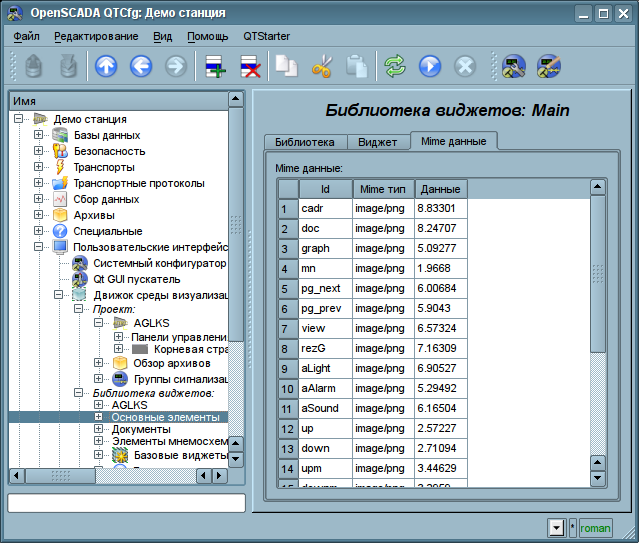 OpenSCADA QTCfg: Демо станция
Файл Редактирование Вид Помощь QTStarter
Имя
Демо станция
Базы данных
Безопасность
Транспорты
Транспортные протоколы
Сбор данных
Архивы
Специальные
Пользовательские интерфейс
Системный конфигуратор
Qt GUI пускатель
Движок среды визуализа
Проект:
AGLKS
Панели управлени
Корневая стра
Обзор архивов
Группы сигнализа
Библиотека виджетов:
AGLKS
Основные элементы
Документы
Элементы мнемосхем
Базовые виджеты
Библиотека виджетов: Main
Библиотека Виджет Mime данные
Mime данные:
Id Mime тип Данные
1 cadr image/png 8.83301
2 doc image/png 8.24707
3 graph image/png 5.09277
4 mn image/png 1.9668
5 pg_next image/png 6.00684
6 pg_prev image/png 5.9043
7 view image/png 6.57324
8 rezG image/png 7.16309
9 aLight image/png 6.90527
10 aAlarm image/png 5.29492
11 aSound image/png 6.16504
12 up image/png 2.57227
13 down image/png 2.71094
14 upm image/png 3.44629
* roman